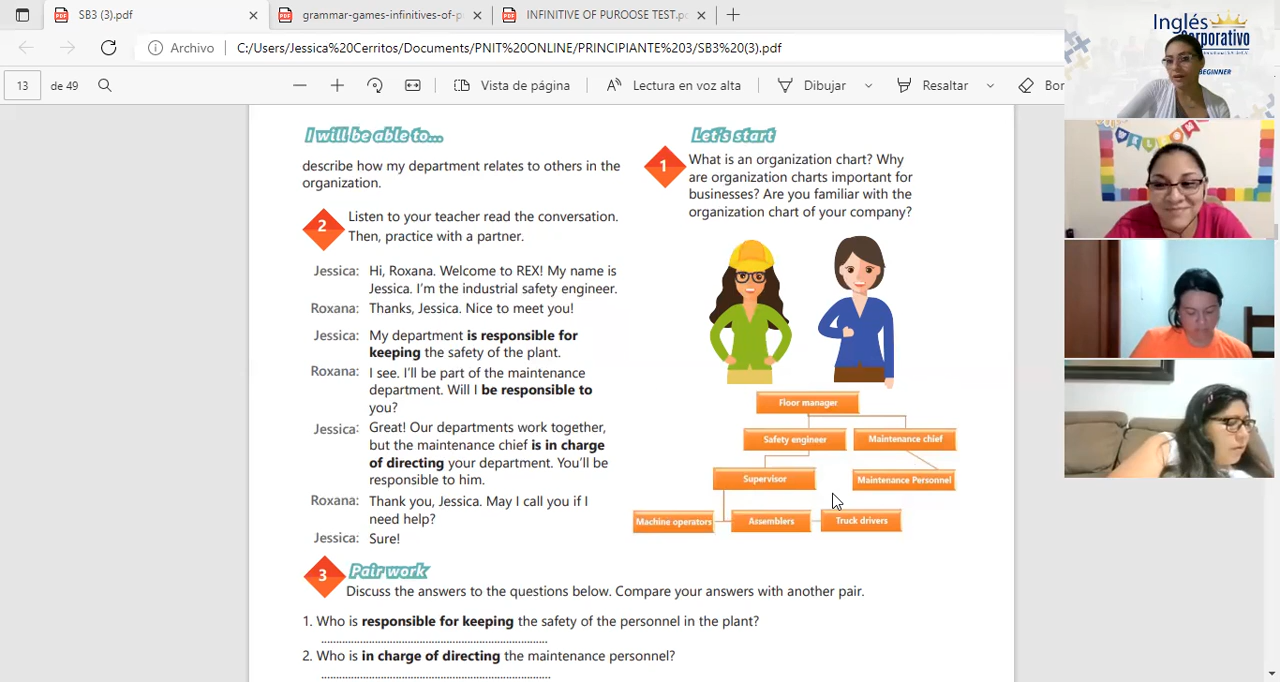 SB3 (3).pdf
grammar-games-infinitives-of-p
INFINITIVE OF PUROOSE TEST.p
Archivo
C:/Users/Jessica%20Cerritos/Documents/PNIT%20ONLINE/PRINCIPIANTE%203/SB3%20(3).pdf
13 de 49
Vista de página
Lectura en voz alta
Dibujar
Resaltar
Bor
I will be able to...
describe how my department relates to others in the
organization.
2
Listen to your teacher read the conversation.
Then, practice with a partner.
Jessica: Hi, Roxana. Welcome to REX! My name is
Jessica. I'm the industrial safety engineer.
Roxana: Thanks, Jessica. Nice to meet you!
Jessica: My department is responsible for
keeping the safety of the plant.
Roxana: I see. I'll be part of the maintenance
department. Will I be responsible to
you?
Jessica: Great! Our departments work together,
but the maintenance chief is in charge
of directing your department. You'll be
responsible to him.
Roxana: Thank you, Jessica. May I call you if I
need help?
Jessica: Sure!
Let's start
1
What is an organization chart? Why
are organization charts important for
businesses? Are you familiar with the
organization chart of your company?
Floor manager
Safety engineer
Maintenance chief
Supervisor
Maintenance Personnel
Machine operators
Assemblers
Truck drivers
3
Pair work
Discuss the answers to the questions below. Compare your answers with another pair.
1. Who is responsible for keeping the safety of the personnel in the plant?
2. Who is in charge of directing the maintenance personnel?
Inglés
Corporativo
BEGINNER